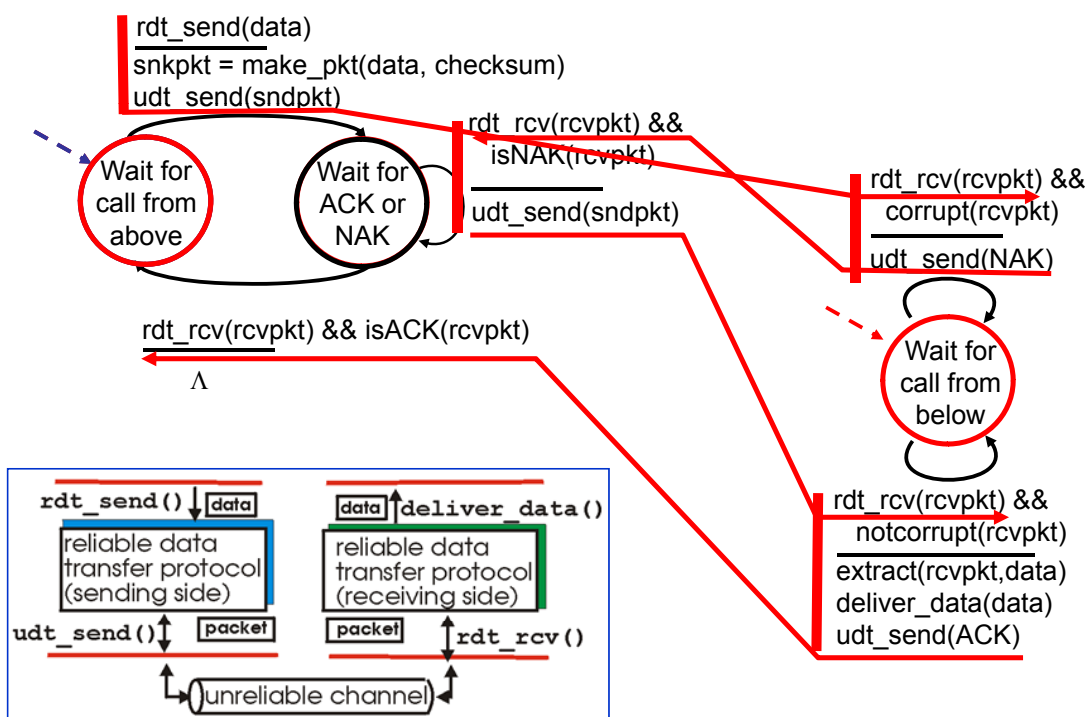 rdt_send(data)
snkpkt = make_pkt(data, checksum)
udt_send(sndpkt)
Wait for
call from
above
Wait for
ACK or
NAK
rdt_rcv(rcvpkt) &&
isNAK(rcvpkt)
udt_send(sndpkt)
rdt_rcv(rcvpkt) && isACK(rcvpkt)
Λ
rdt_rcv(rcvpkt) &&
corrupt(rcvpkt)
udt_send(NAK)
Wait for
call from
below
rdt_rcv(rcvpkt) &&
notcorrupt(rcvpkt)
extract(rcvpkt,data)
deliver_data(data)
udt_send(ACK)
rdt_send()
data
reliable data
transfer protocol
(sending side)
udt_send()
packet
data
deliver_data()
reliable data
transfer protocol
(receiving side)
packet
rdt_rcv()
unreliable channel